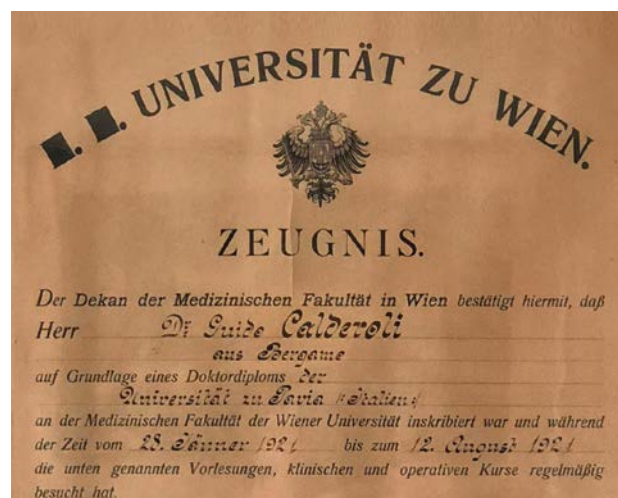 ■. ■. UNIVERSITÄT ZU WIEN.
ZEUGNIS.
Der Dekan der Medizinischen Fakultät in Wien bestätigt hiermit, daß
Herr Dr Guido Calderoli
aus Bergamo
auf Grundlage eines Doktordiploms der
Universität zu Pavia (Italien)
an der Medizinischen Fakultät der Wiener Universität inskribiert war und während
der Zeit vom 28. Jänner 1921 bis zum 12. August 1921
die unten genannten Vorlesungen, klinischen und operativen Kurse regelmäßig
besucht hat.